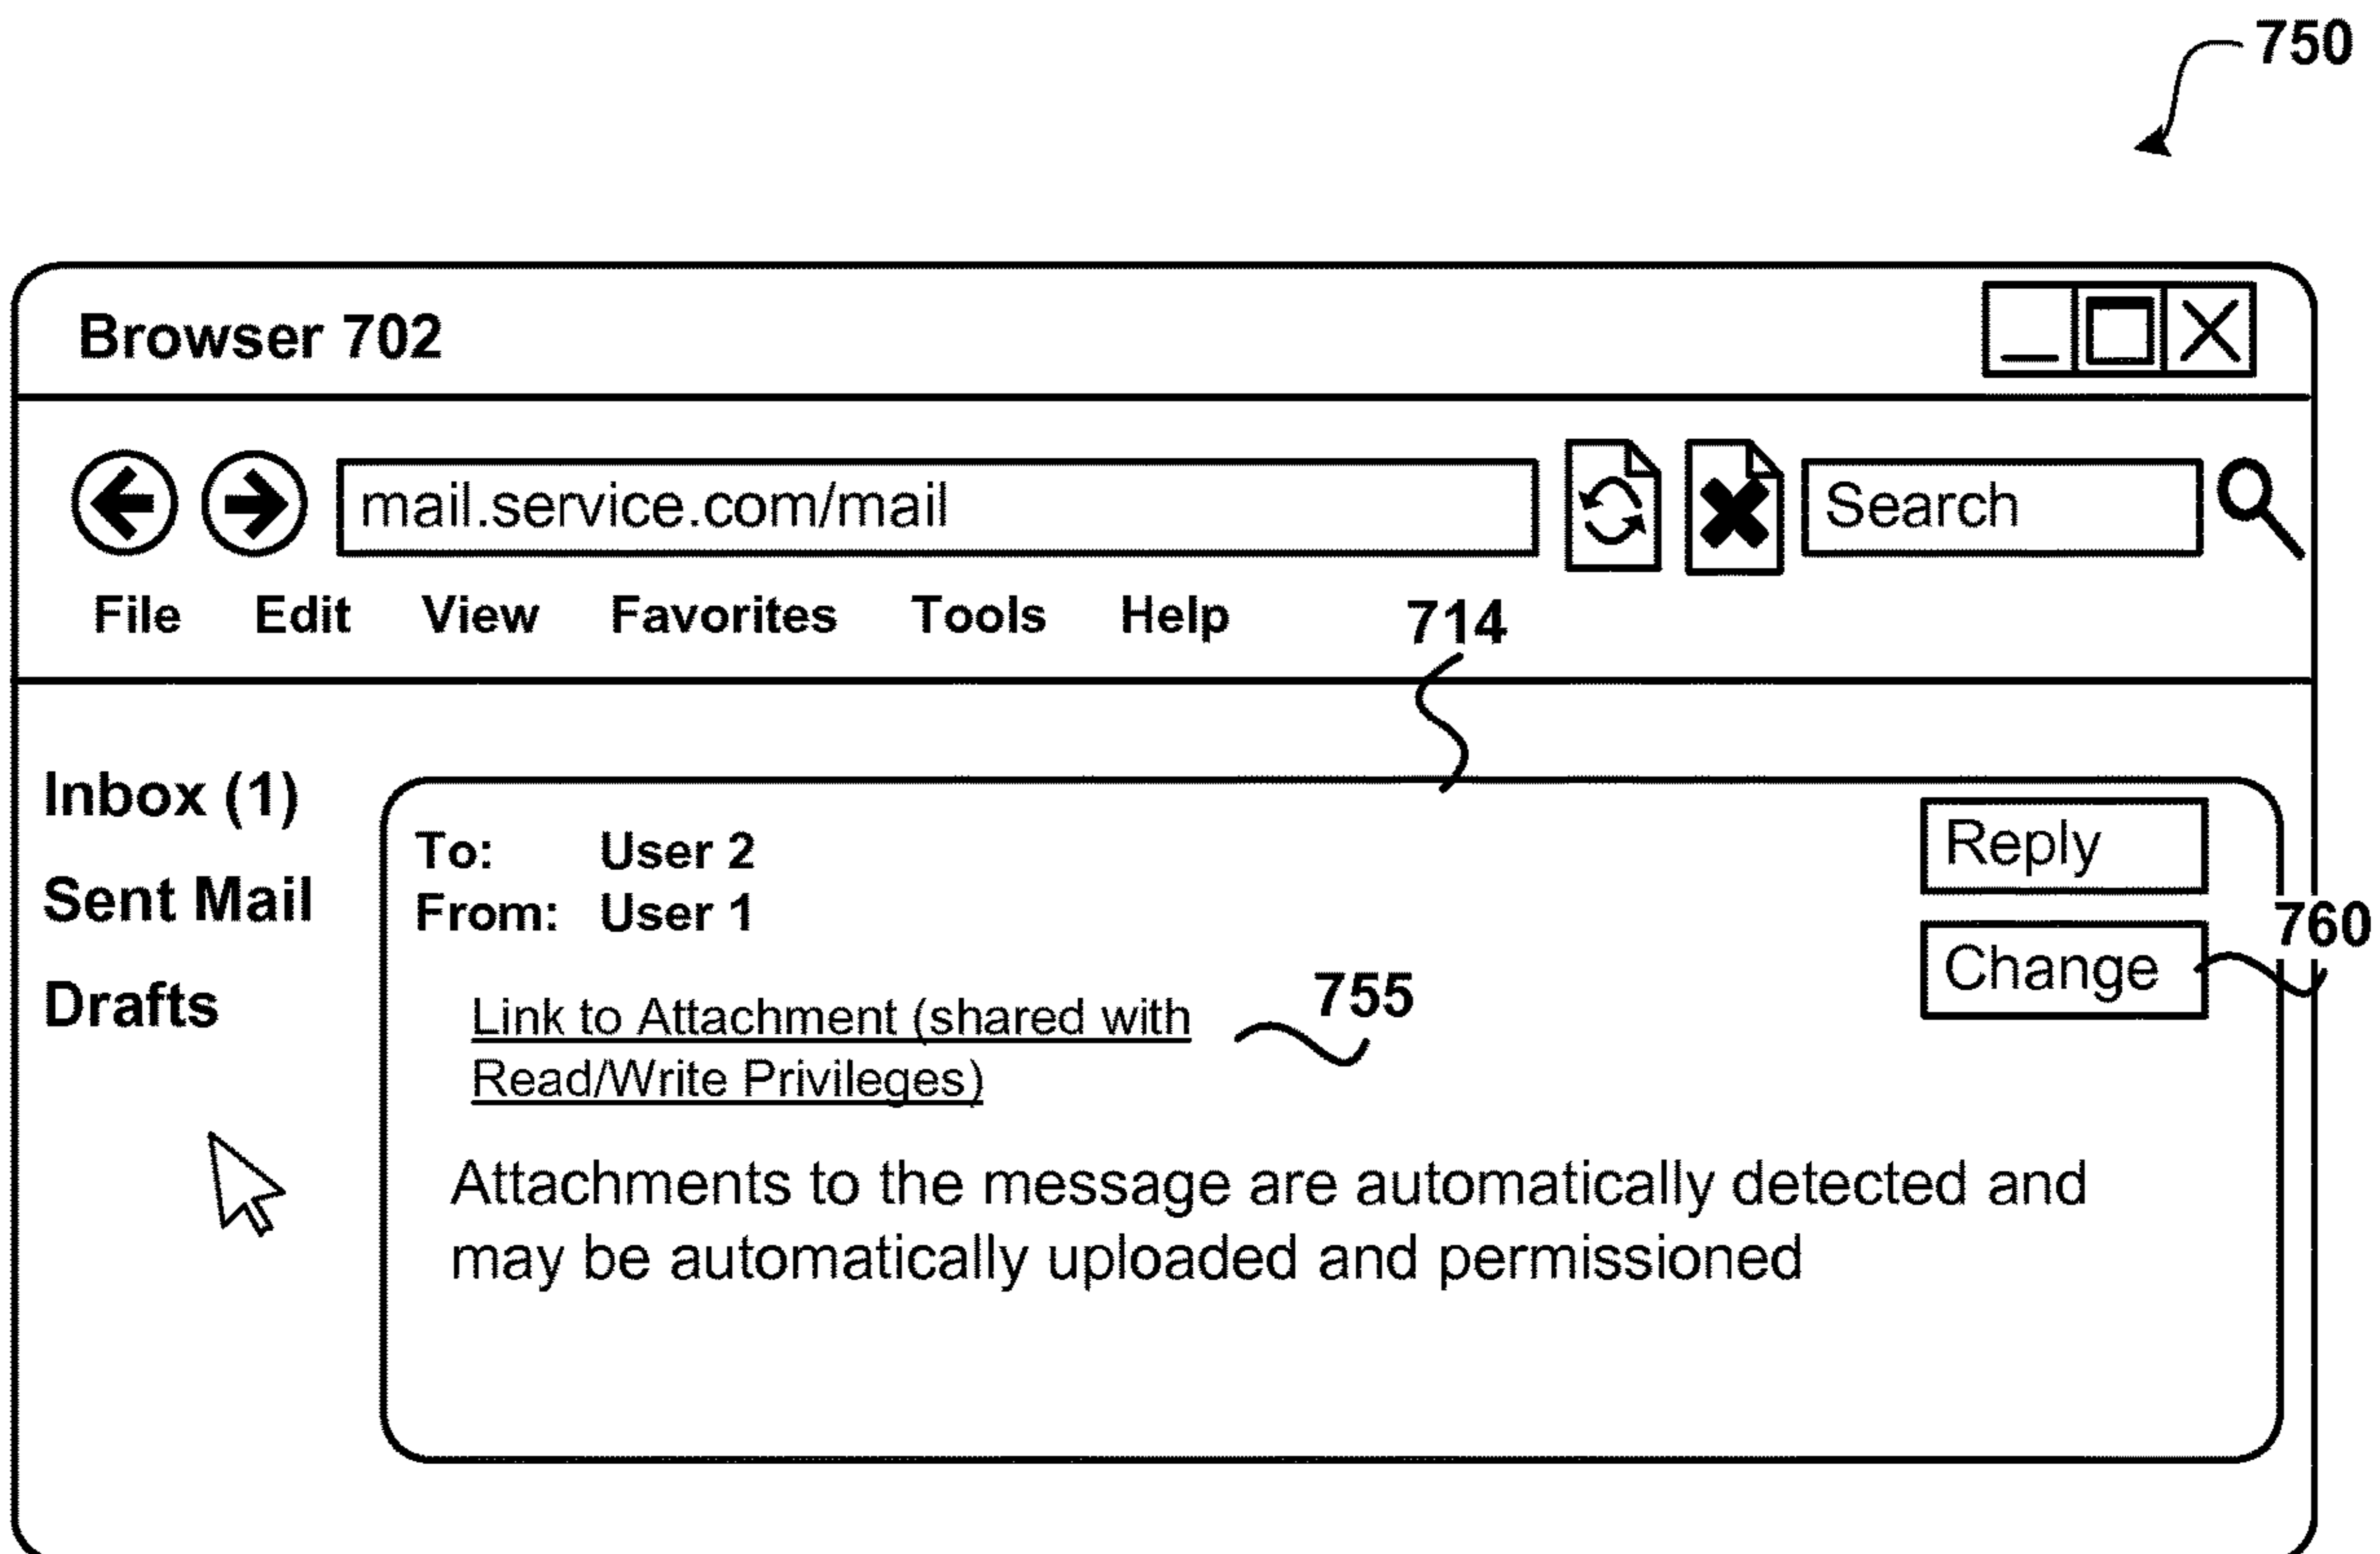 750
Browser 702
mail.service.com/mail
Search
File Edit View Favorites Tools Help
714
Inbox (1)
Sent Mail
Drafts
To: User 2
From: User 1
Reply
Change
760
Link to Attachment (shared with
Read/Write Privileges)
755
Attachments to the message are automatically detected and
may be automatically uploaded and permissioned